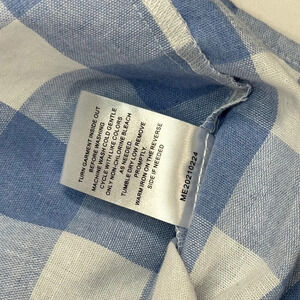 TURN GARMENT INSIDE OUT
BEFORE WASHING
MACHINE WASH COLD GENTLE
CYCLE WITH LIKE COLORS
ONLY NON-CHLORINE BLEACH
AS NEEDED.
TUMBLE DRY LOW REMOVE
PROMPTLY.
WARM IRON ON THE REVERSE
SIDE IF NEEDED
ME20210224